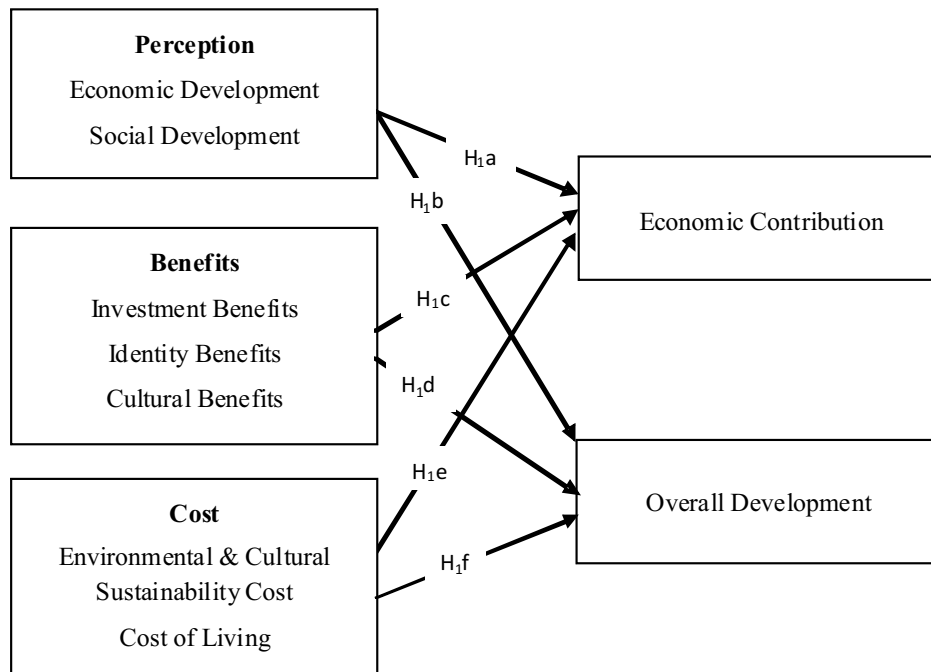 Perception
Economic Development
Social Development
H₁a
Economic Contribution
H₁b
Benefits
Investment Benefits
Identity Benefits
Cultural Benefits
H₁c
H₁d
Overall Development
H₁e
Cost
Environmental & Cultural
Sustainability Cost
Cost of Living
H₁f